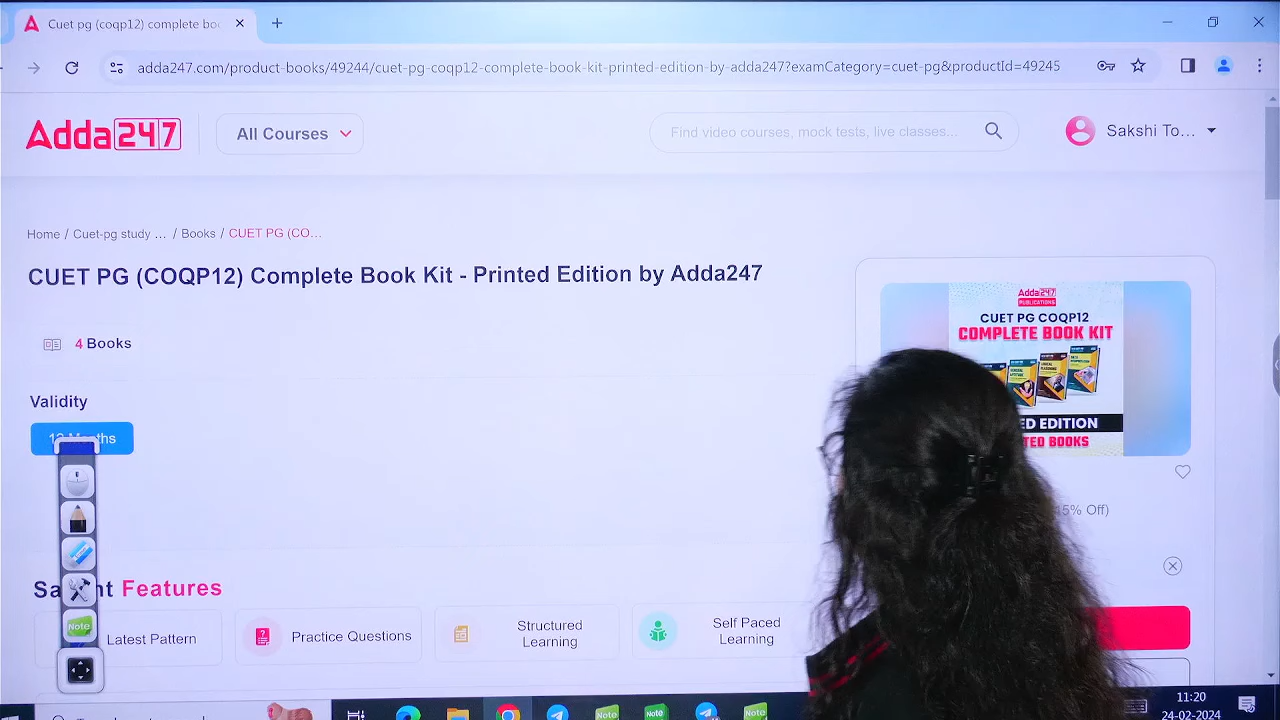 Cuet pg (coqp12) complete boo
adda247.com/product-books/49244/cuet-pg-coqp12-complete-book-kit-printed-edition-by-adda247?examCategory=cuet-pg&productId=49245
Adda247
All Courses
Find video courses, mock tests, live classes...
Sakshi To...
Home / Cuet-pg study ... / Books / CUET PG (CO...
CUET PG (COQP12) Complete Book Kit - Printed Edition by Adda247
4 Books
Validity
Adda247
PUBLICATIONS
CUET PG COQP12
COMPLETE BOOK KIT
EDITION
BOOKS
5% Off)
Features
Latest Pattern
Practice Questions
Structured
Learning
Self Paced
Learning
Note
Note
Note
Note
11:20
24-02-2024